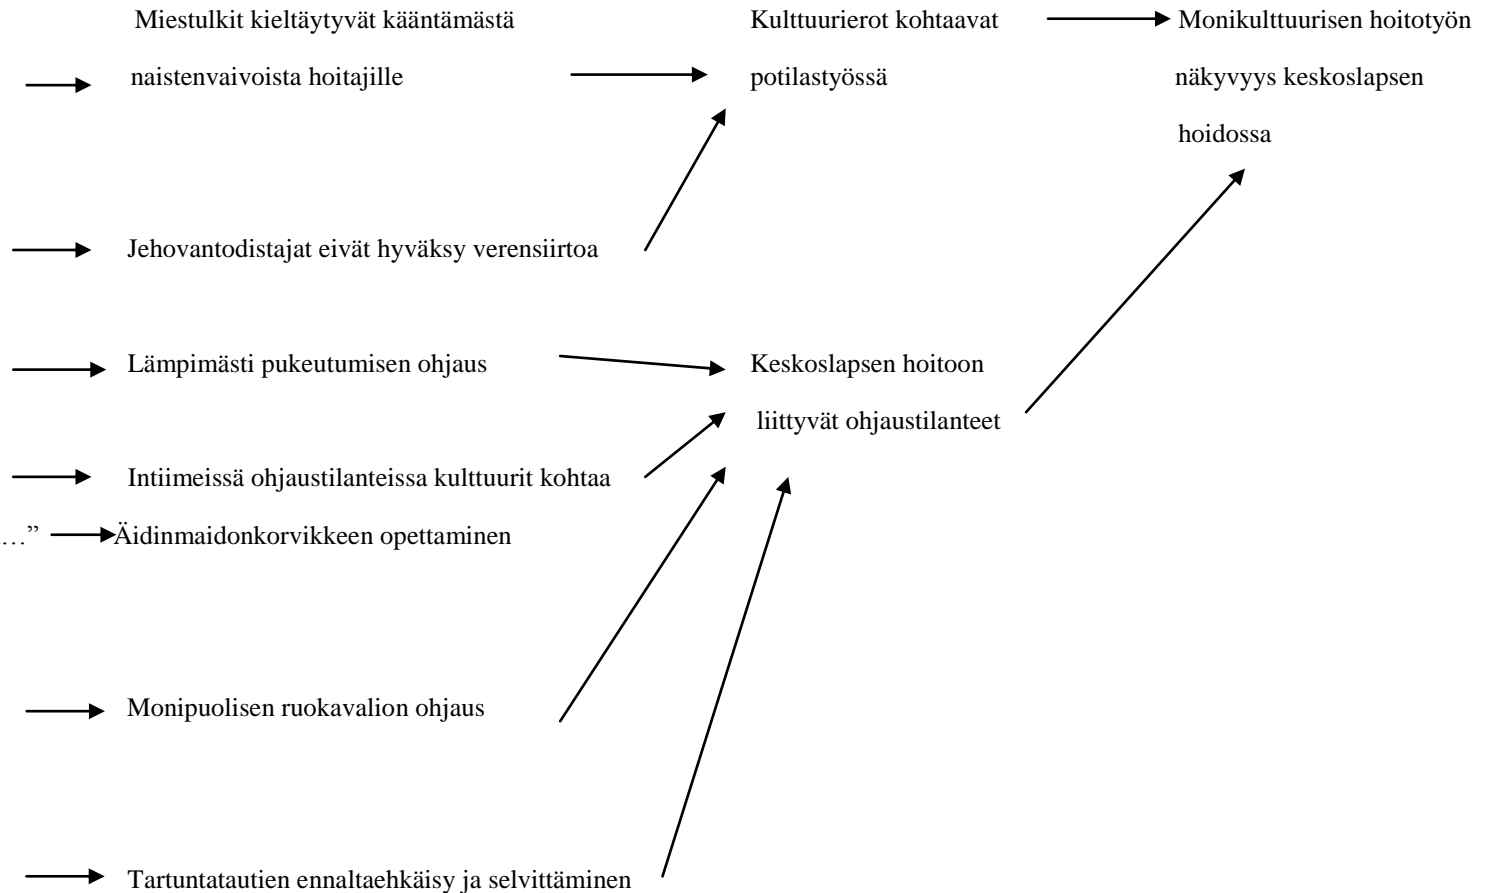 Miestulkit kieltäytyvät kääntämästä
naistenvaivoista hoitajille
Kulttuurierot kohtaavat
potilastyössä
Monikulttuurisen hoitotyön
näkyvyys keskoslapsen
hoidossa
Jehovantodistajat eivät hyväksy verensiirtoa
Lämpimästi pukeutumisen ohjaus
Keskoslapsen hoitoon
liittyvät ohjaustilanteet
Intiimeissä ohjaustilanteissa kulttuurit kohtaa
…”
Äidinmaidonkorvikkeen opettaminen
Monipuolisen ruokavalion ohjaus
Tartuntatautien ennaltaehkäisy ja selvittäminen